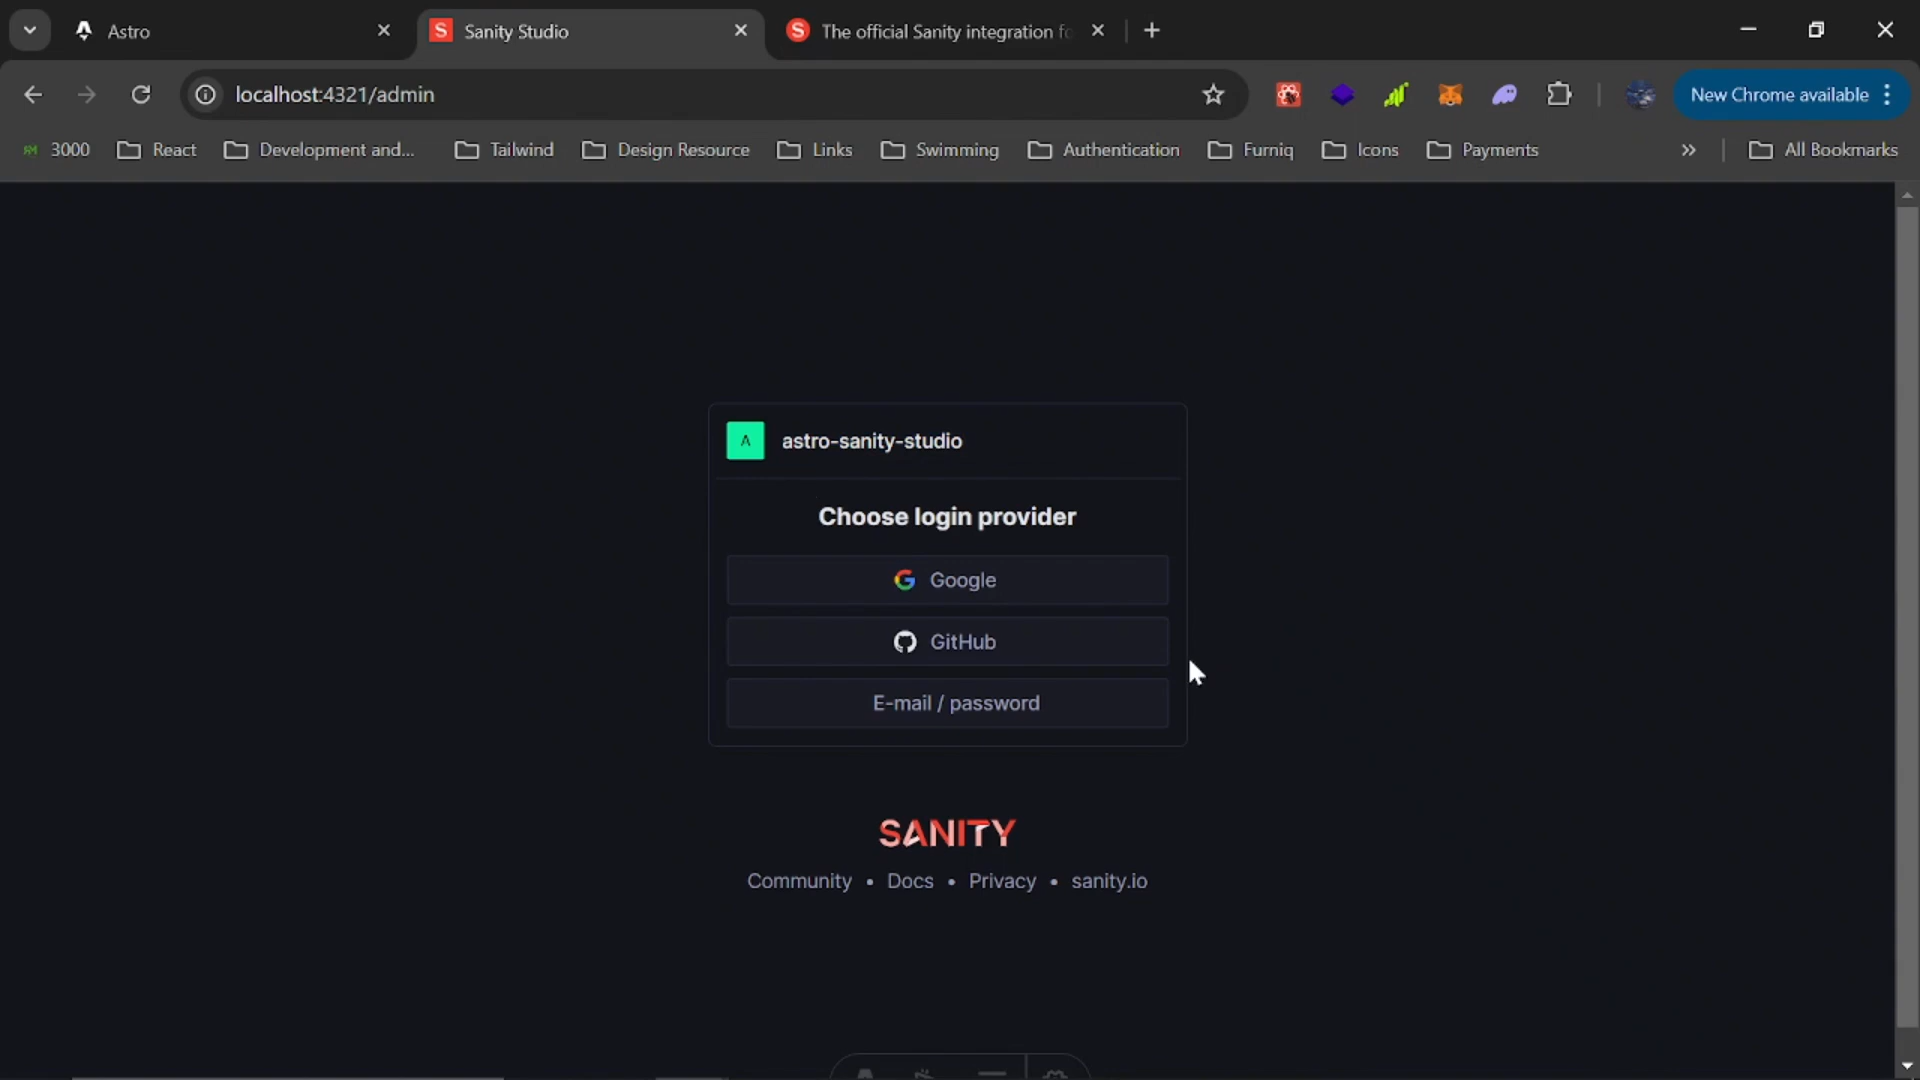 Astro
S Sanity Studio
S The official Sanity integration fo
localhost:4321/admin
New Chrome available
3000
React
Development and...
Tailwind
Design Resource
Links
Swimming
Authentication
Furniq
Icons
Payments
»
All Bookmarks
A astro-sanity-studio
Choose login provider
Google
GitHub
E-mail / password
SANITY
Community • Docs • Privacy • sanity.io